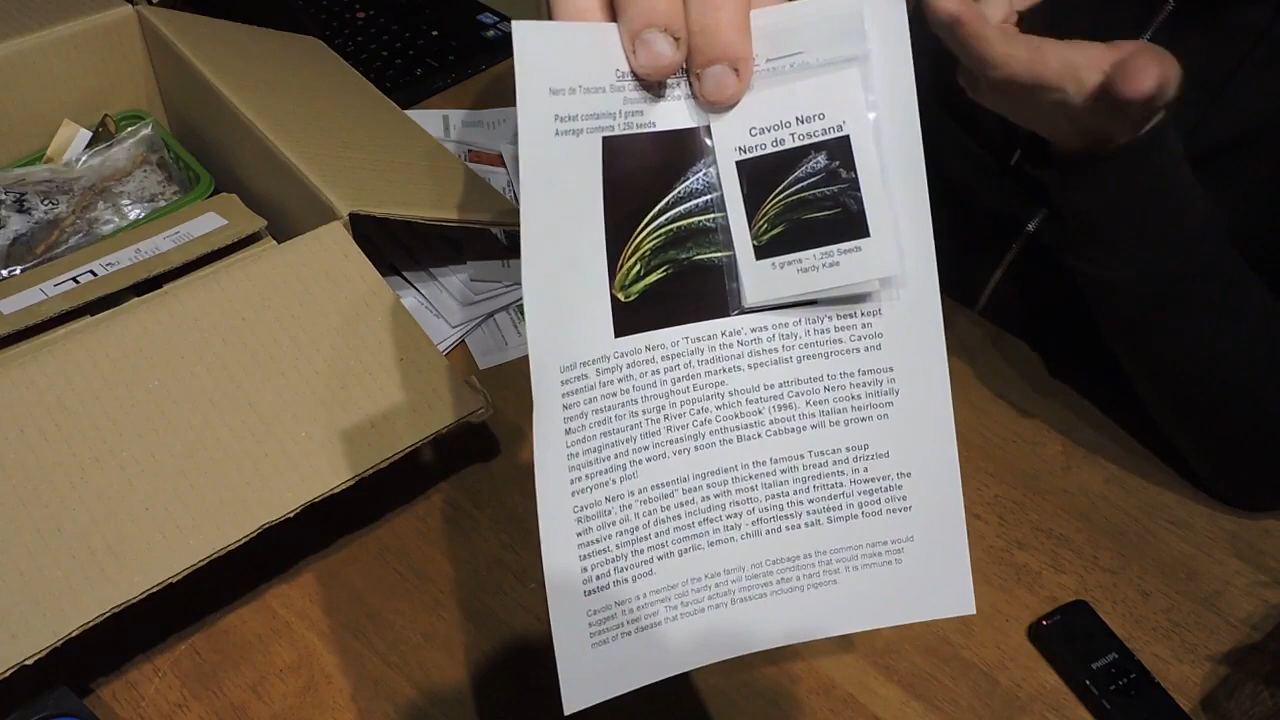 Nero de Toscana, Black Cabbage
Packet containing 5 grams
Average contents 1,250 seeds
Cavolo Nero
'Nero de Toscana'
5 grams ~ 1,250 Seeds
Hardy Kale
Until recently Cavolo Nero, or 'Tuscan Kale', was one of Italy's best kept
secrets. Simply adored, especially in the North of Italy, it has been an
essential fare with, or as part of, traditional dishes for centuries. Cavolo
Nero can now be found in garden markets, specialist greengrocers and
trendy restaurants throughout Europe.
Much credit for its surge in popularity should be attributed to the famous
London restaurant The River Cafe, which featured Cavolo Nero heavily in
the imaginatively titled 'River Cafe Cookbook' (1996). Keen cooks initially
inquisitive and now increasingly enthusiastic about this Italian heirloom
are spreading the word, very soon the Black Cabbage will be grown on
everyone's plot!
Cavolo Nero is an essential ingredient in the famous Tuscan soup
'Ribollita', the "reboiled" bean soup thickened with bread and drizzled
with olive oil. It can be used, as with most Italian ingredients, in a
massive range of dishes including risotto, pasta and frittata. However, the
tastiest, simplest and most effect way of using this wonderful vegetable
is probably the most common in Italy - effortlessly sautéed in good olive
oil and flavoured with garlic, lemon, chilli and sea salt. Simple food never
tasted this good.
Cavolo Nero is a member of the Kale family, not Cabbage as the common name would
suggest. It is extremely cold hardy and will tolerate conditions that would make most
brassicas keel over. The flavour actually improves after a hard frost. It is immune to
most of the disease that trouble many Brassicas including pigeons.
PHILIPS